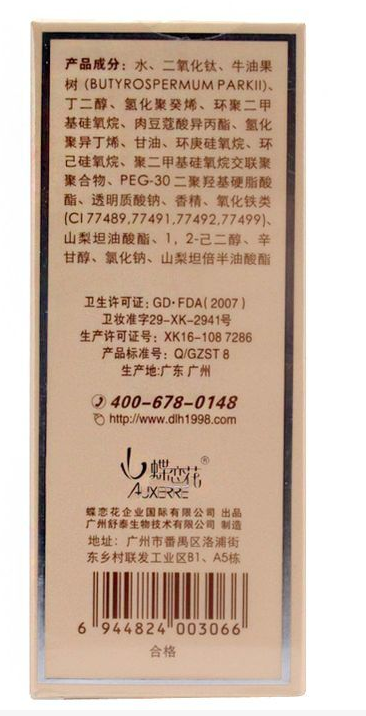 产品成分：水、二氧化钛、牛油果
树 (BUTYROSPERMUM PARKII)、
丁二醇、氢化聚癸烯、环聚二甲
基硅氧烷、肉豆蔻酸异丙酯、氢化
聚异丁烯、甘油、环庚硅氧烷、环
己硅氧烷、聚二甲基硅氧烷交联聚
聚合物、PEG-30 二聚羟基硬脂酸
酯、透明质酸钠、香精、氧化铁类
(CI 77489,77491,77492,77499)、
山梨坦油酸酯、1，2-己二醇、辛
甘醇、氯化钠、山梨坦倍半油酸酯
卫生许可证：GD·FDA(2007)
卫妆准字29-XK-2941号
生产许可证号：XK16-108 7286
产品标准号：Q/GZST 8
生产地:广东 广州
400-678-0148
http://www.dlh1998.com
蝶恋花®
AUXERRE
蝶恋花企业国际有限公司 出品
广州舒泰生物技术有限公司 制造
地址：广州市番禺区洛浦街
东乡村联发工业区B1、A5栋
6 944824 003066
合格